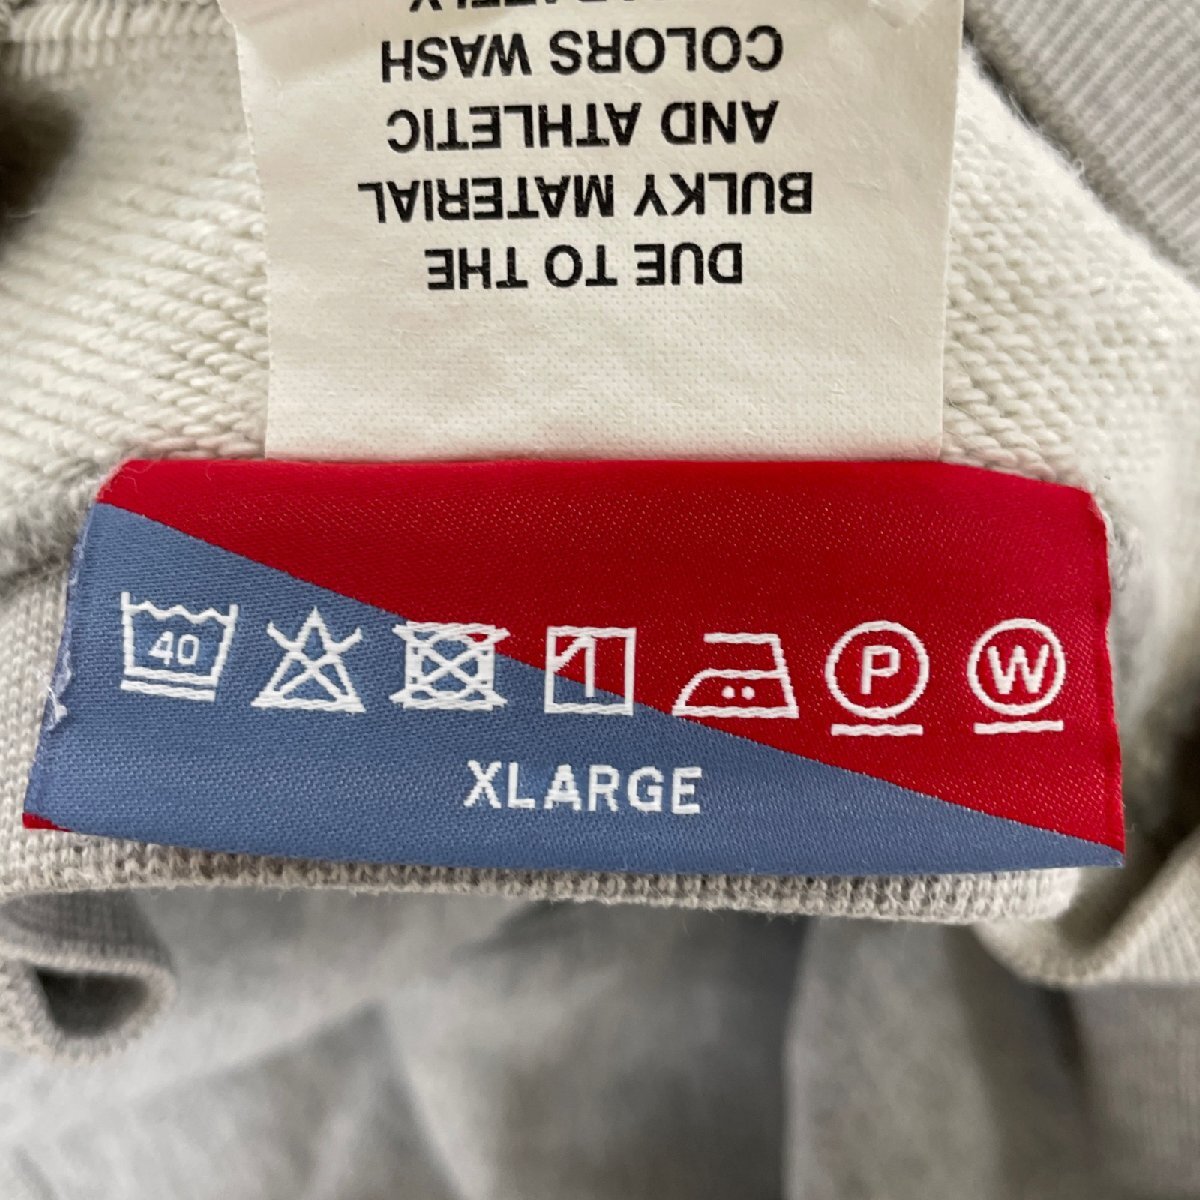 DUE TO THE
BULKY MATERIAL
AND ATHLETIC
COLORS WASH
40
P
W
XLARGE